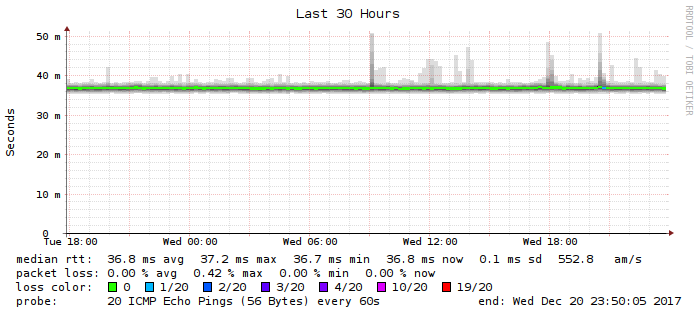 Last 30 Hours
RRDTOOL / TOBI OETIKER
Seconds
50 m
40 m
30 m
20 m
10 m
0
Tue 18:00 Wed 00:00 Wed 06:00 Wed 12:00 Wed 18:00
median rtt: 36.8 ms avg 37.2 ms max 36.7 ms min 36.8 ms now 0.1 ms sd 552.8 am/s
packet loss: 0.00 % avg 0.42 % max 0.00 % min 0.00 % now
loss color: 0 1/20 2/20 3/20 4/20 10/20 19/20
probe: 20 ICMP Echo Pings (56 Bytes) every 60s end: Wed Dec 20 23:50:05 2017